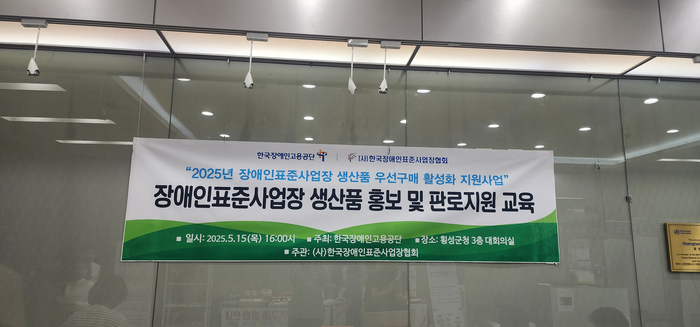 한국장애인고용공단 (사)한국장애인표준사업장협회
“2025년 장애인표준사업장 생산품 우선구매 활성화 지원사업”
장애인표준사업장 생산품 홍보 및 판로지원 교육
■ 일시: 2025.5.15(목) 16:00시 ■ 주최: 한국장애인고용공단 ■ 장소: 횡성군청 3층 대회의실
■ 주관: (사)한국장애인표준사업장협회